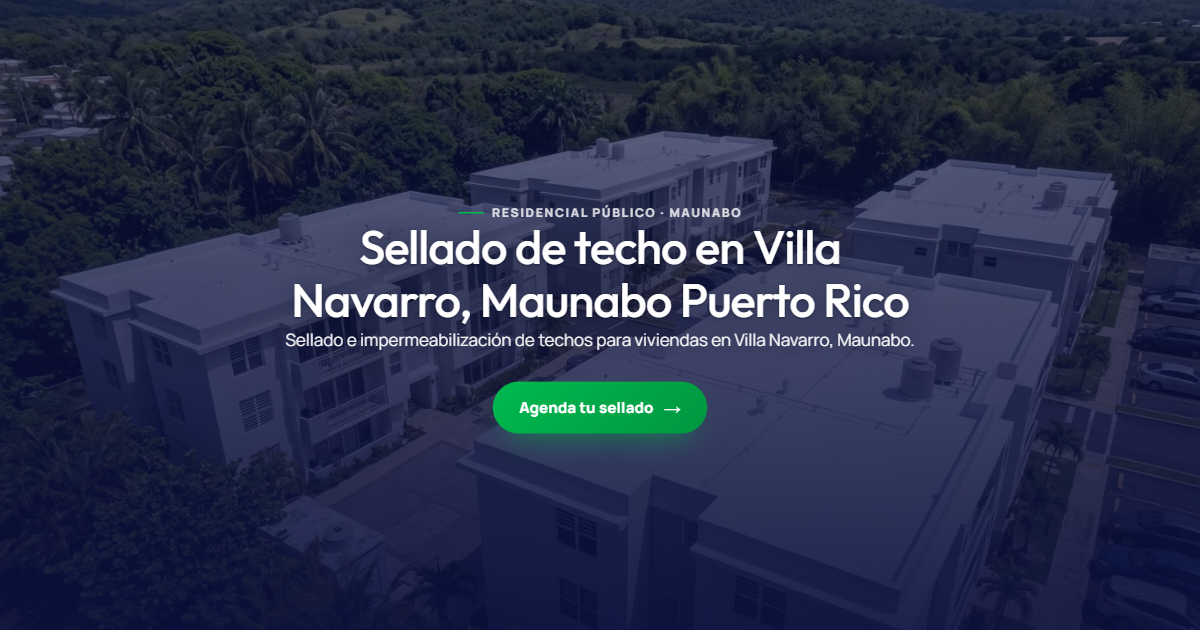 RESIDENCIAL PÚBLICO · MAUNABO
Sellado de techo en Villa
Navarro, Maunabo Puerto Rico
Sellado e impermeabilización de techos para viviendas en Villa Navarro, Maunabo.
Agenda tu sellado →